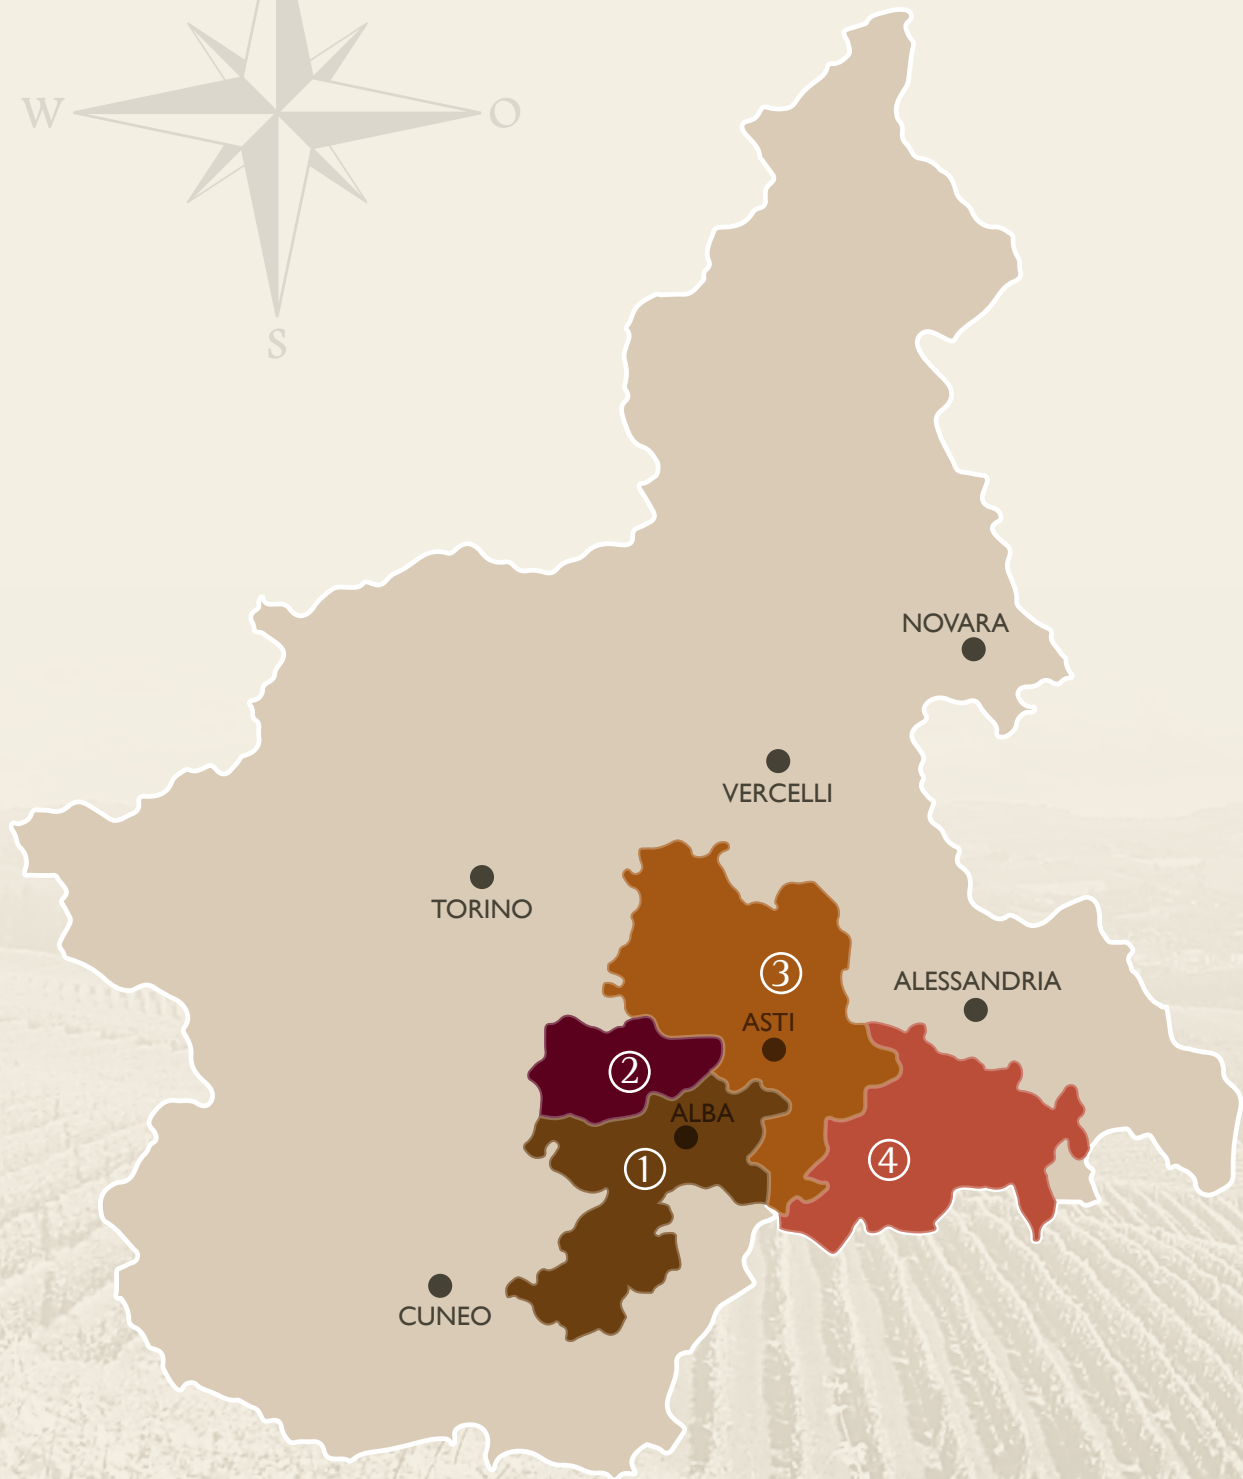 W
O
S
NOVARA
VERCELLI
TORINO
③
ALESSANDRIA
ASTI
②
ALBA
④
①
CUNEO